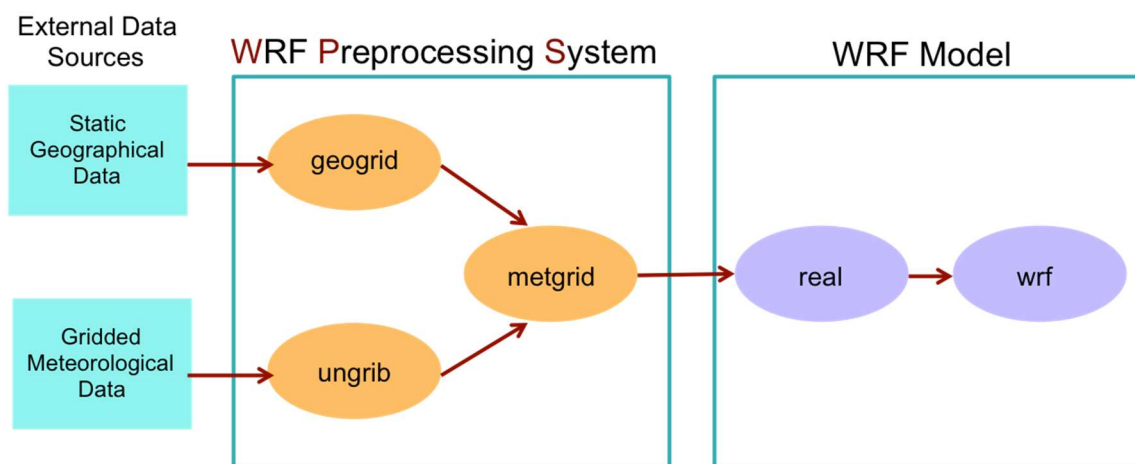 External Data
Sources
WRF Preprocessing System
WRF Model
Static
Geographical
Data
geogrid
metgrid
real
wrf
Gridded
Meteorological
Data
ungrib